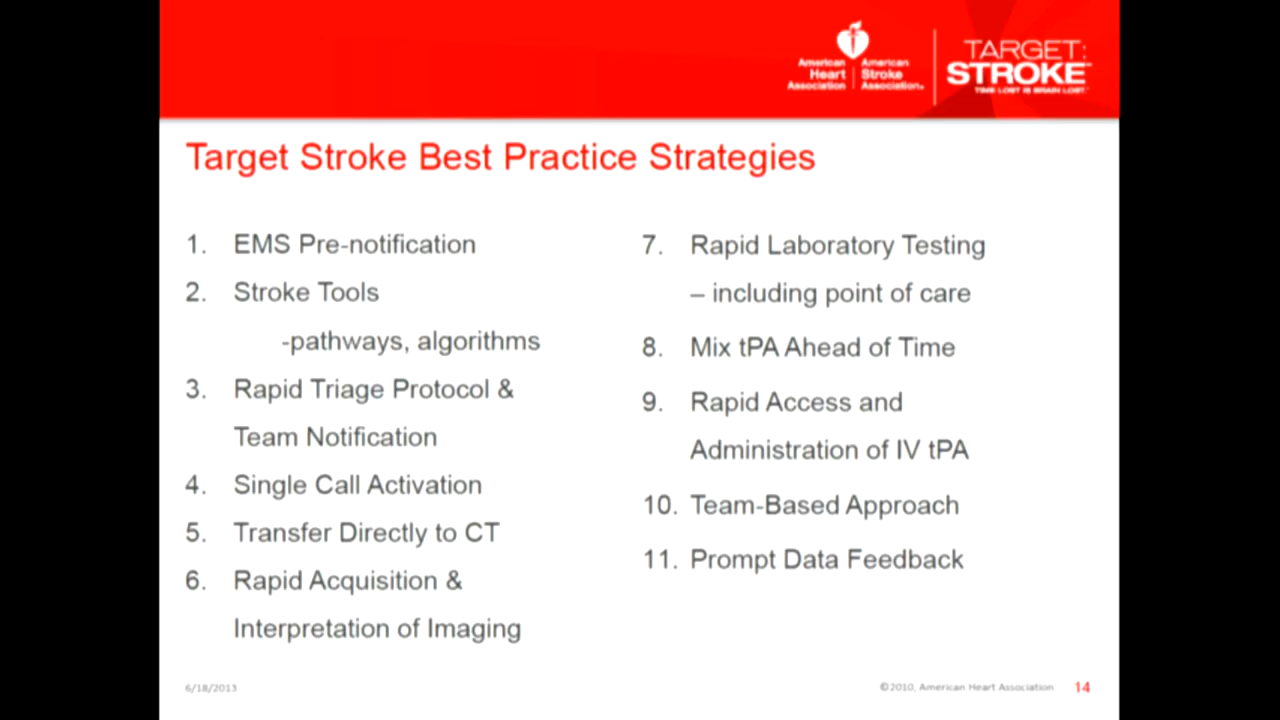 American Heart Association
American Stroke Association®
TARGET:
STROKE
TIME LOST IS BRAIN LOST
Target Stroke Best Practice Strategies
1. EMS Pre-notification
2. Stroke Tools
-pathways, algorithms
3. Rapid Triage Protocol &
Team Notification
4. Single Call Activation
5. Transfer Directly to CT
6. Rapid Acquisition &
Interpretation of Imaging
7. Rapid Laboratory Testing
– including point of care
8. Mix tPA Ahead of Time
9. Rapid Access and
Administration of IV tPA
10. Team-Based Approach
11. Prompt Data Feedback
6/18/2013
©2010, American Heart Association
14